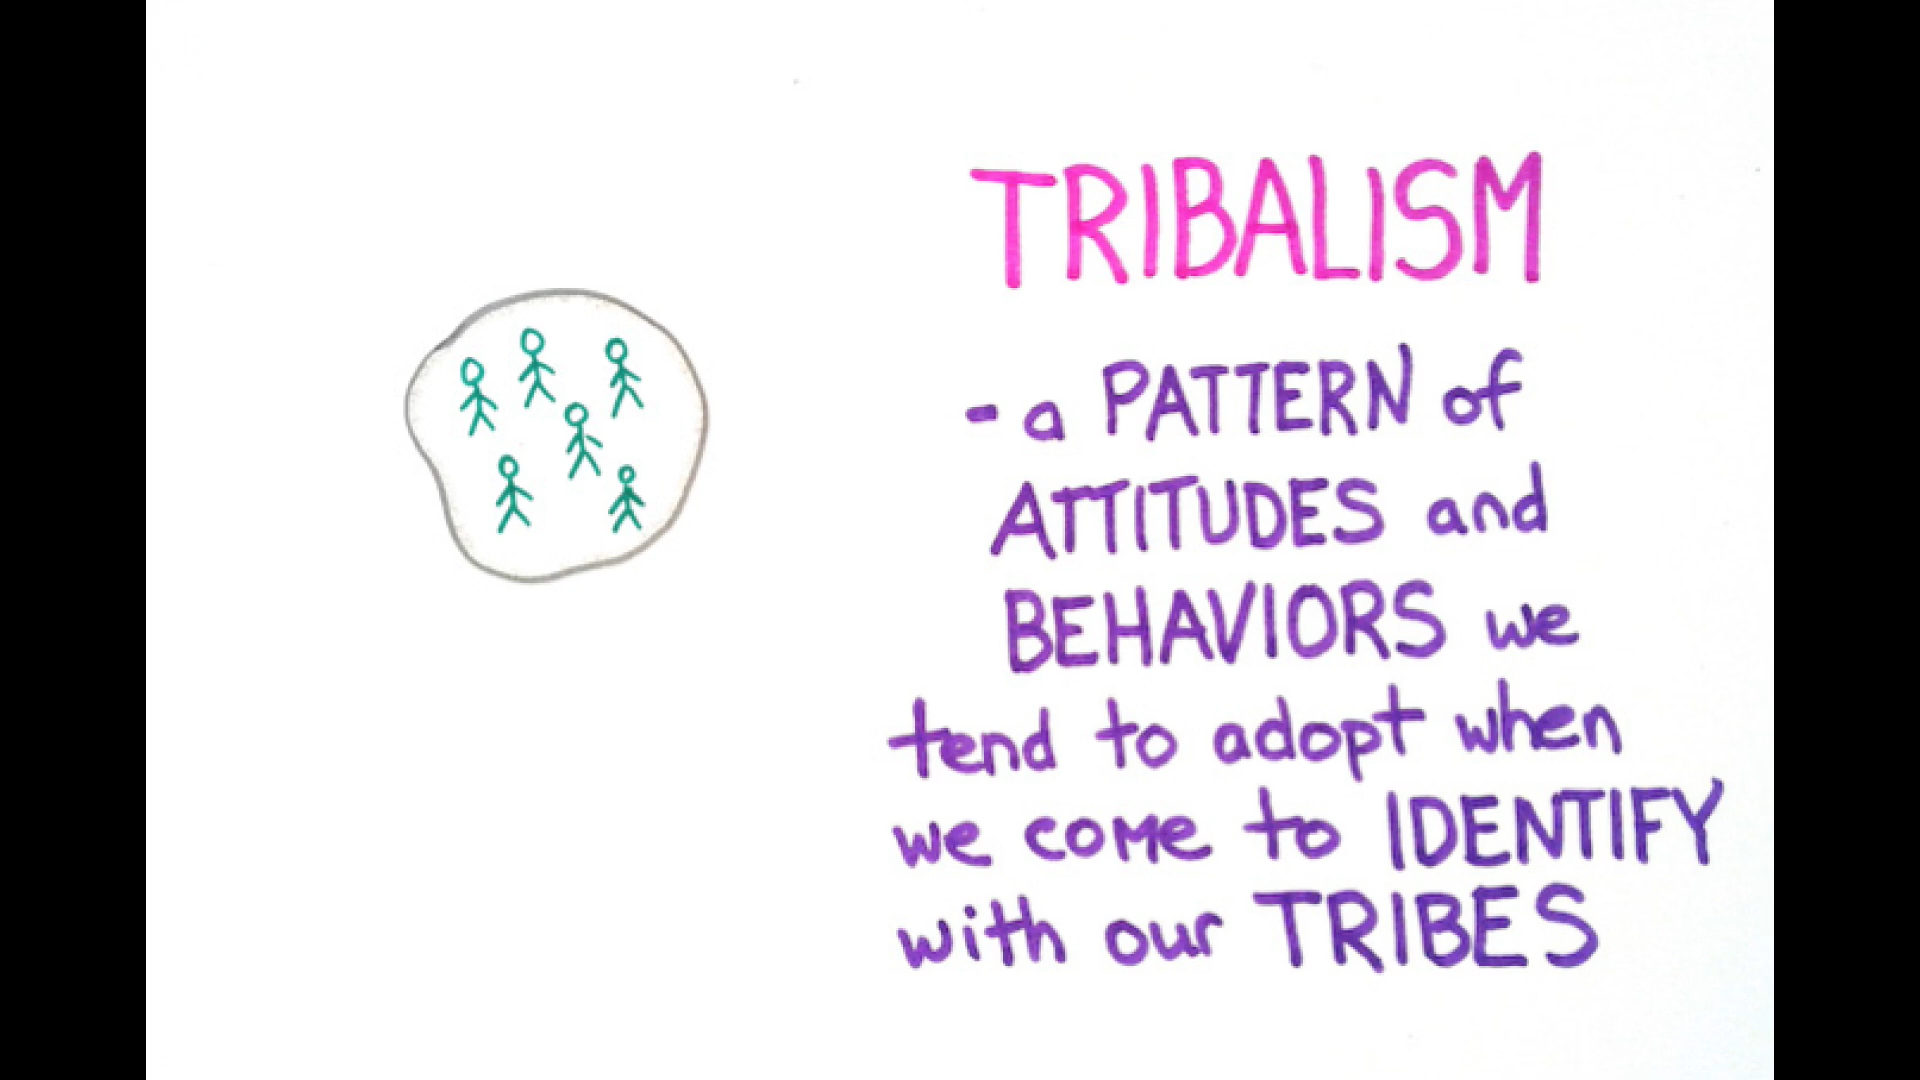 TRIBALISM
- a PATTERN of
ATTITUDES and
BEHAVIORS we
tend to adopt when
we come to IDENTIFY
with our TRIBES